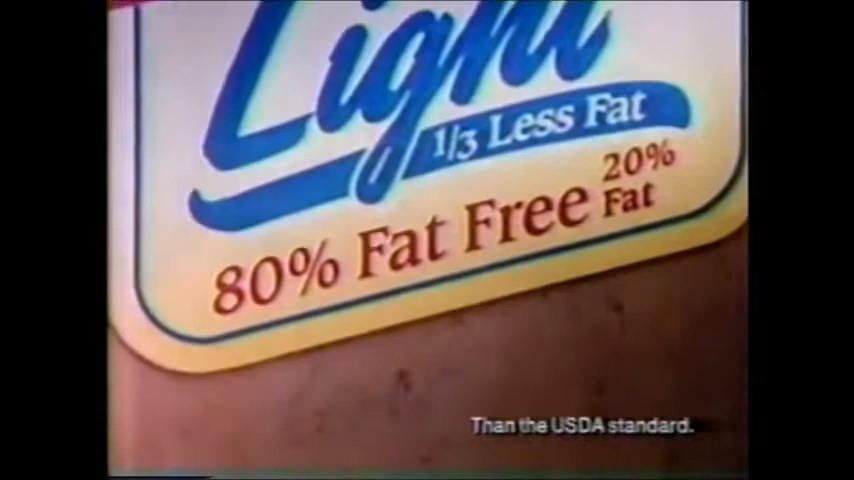 Light
1/3 Less Fat
80% Fat Free 20% Fat
Than the USDA standard.